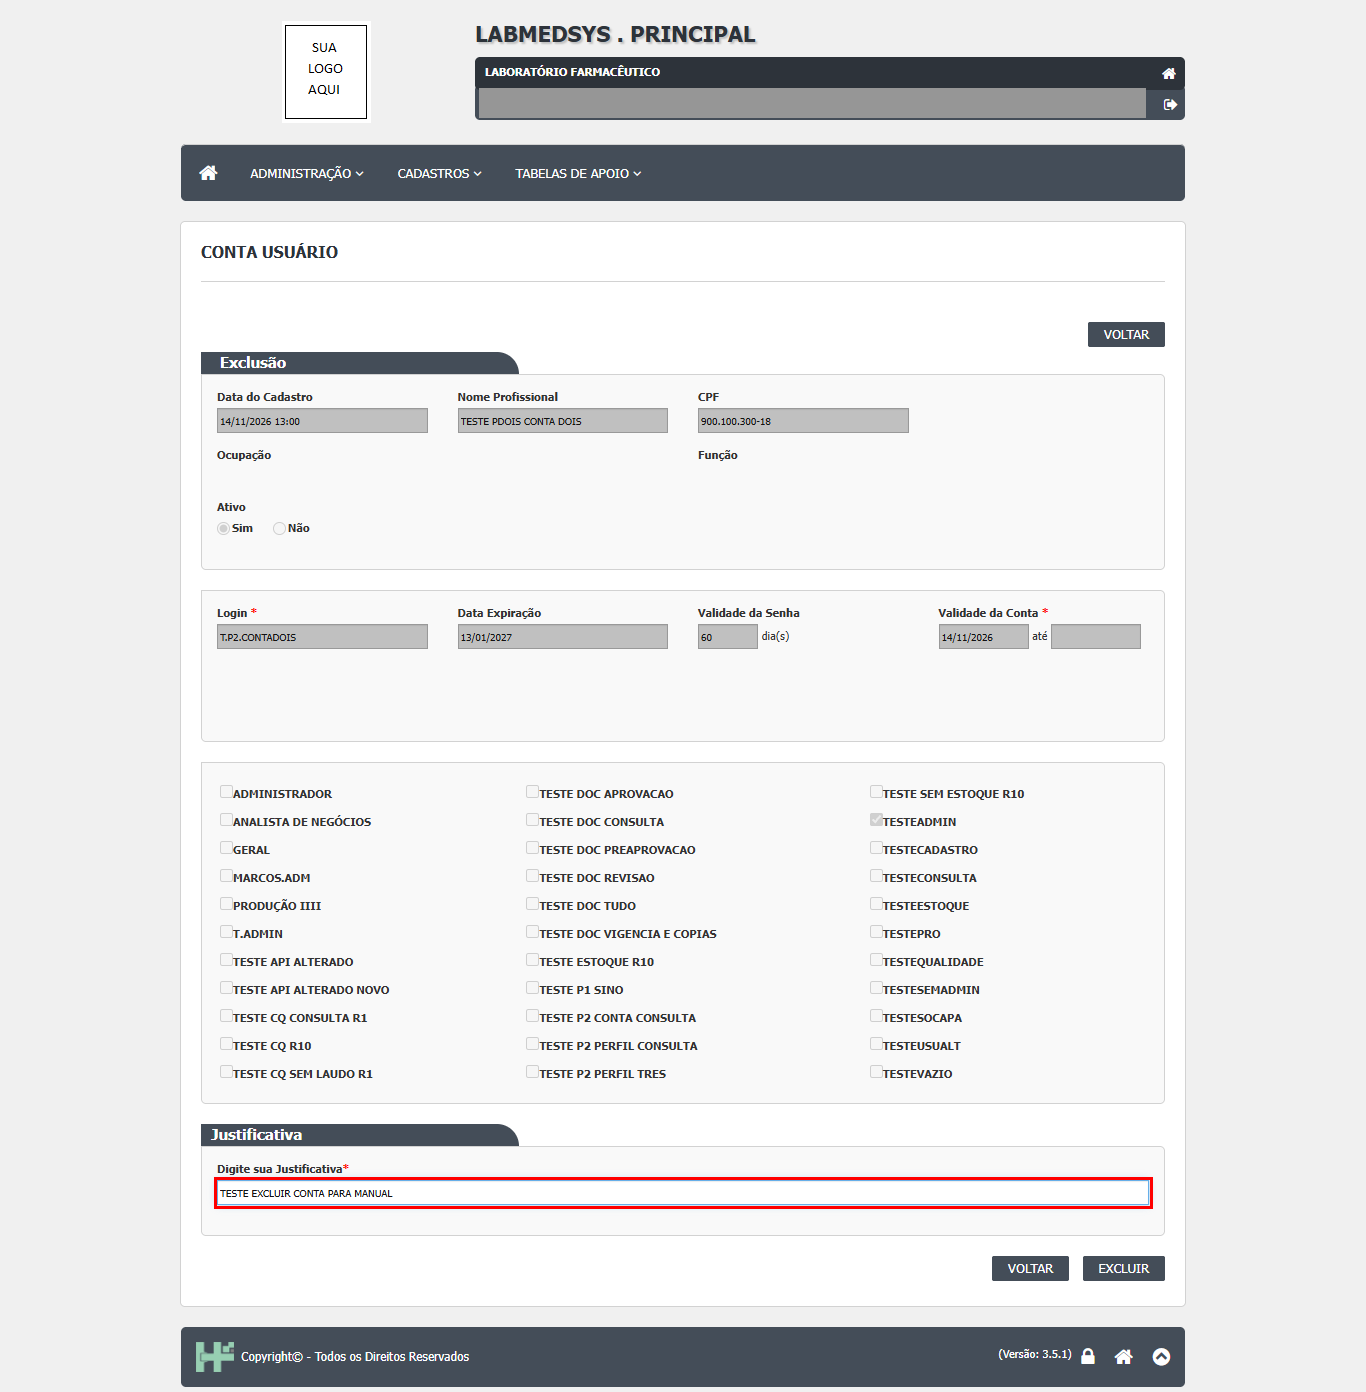 SUA
LOGO
AQUI
LABMEDSYS . PRINCIPAL
LABORATÓRIO FARMACÊUTICO
ADMINISTRAÇÃO CADASTROS TABELAS DE APOIO
CONTA USUÁRIO
VOLTAR
Exclusão
Data do Cadastro Nome Profissional CPF
14/11/2026 13:00 TESTE PDOIS CONTA DOIS 900.100.300-18
Ocupação Função
Ativo
Sim Não
Login * Data Expiração Validade da Senha Validade da Conta *
T.P2.CONTADOIS 13/01/2027 60 dia(s) 14/11/2026 até
ADMINISTRADOR TESTE DOC APROVACAO TESTE SEM ESTOQUE R10
ANALISTA DE NEGÓCIOS TESTE DOC CONSULTA TESTEADMIN
GERAL TESTE DOC PREAPROVACAO TESTECADASTRO
MARCOS.ADM TESTE DOC REVISAO TESTECONSULTA
PRODUÇÃO IIII TESTE DOC TUDO TESTEESTOQUE
T.ADMIN TESTE DOC VIGENCIA E COPIAS TESTEPRO
TESTE API ALTERADO TESTE ESTOQUE R10 TESTEQUALIDADE
TESTE API ALTERADO NOVO TESTE P1 SINO TESTESEMADMIN
TESTE CQ CONSULTA R1 TESTE P2 CONTA CONSULTA TESTESOCAPA
TESTE CQ R10 TESTE P2 PERFIL CONSULTA TESTEUSUALT
TESTE CQ SEM LAUDO R1 TESTE P2 PERFIL TRES TESTEVAZIO
Justificativa
Digite sua Justificativa*
TESTE EXCLUIR CONTA PARA MANUAL
VOLTAR EXCLUIR
Copyright© - Todos os Direitos Reservados (Versão: 3.5.1)